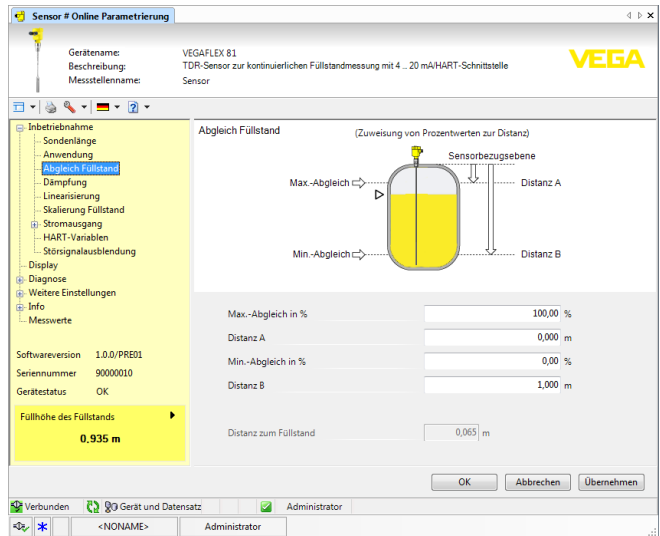 Sensor # Online Parametrierung
Gerätename: VEGAFLEX 81
Beschreibung: TDR-Sensor zur kontinuierlichen Füllstandmessung mit 4 .. 20 mA/HART-Schnittstelle
Messstellenname: Sensor
VEGA
Inbetriebnahme
Sondenlänge
Anwendung
Abgleich Füllstand
Dämpfung
Linearisierung
Skalierung Füllstand
Stromausgang
HART-Variablen
Störsignalausblendung
Display
Diagnose
Weitere Einstellungen
Info
Messwerte
Softwareversion 1.0.0/PRE01
Seriennummer 90000010
Gerätestatus OK
Füllhöhe des Füllstands
0,935 m
Abgleich Füllstand
(Zuweisung von Prozentwerten zur Distanz)
Sensorbezugsebene
Max.-Abgleich Distanz A
Min.-Abgleich Distanz B
Max.-Abgleich in % 100,00 %
Distanz A 0,000 m
Min.-Abgleich in % 0,00 %
Distanz B 1,000 m
Distanz zum Füllstand 0,065 m
OK Abbrechen Übernehmen
Verbunden Gerät und Datensatz Administrator
<NONAME> Administrator